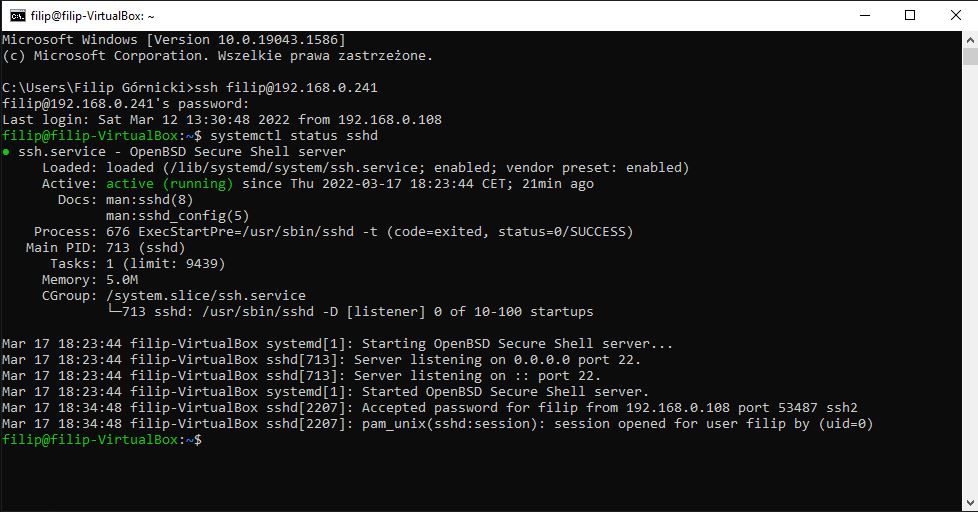 filip@filip-VirtualBox: ~
Microsoft Windows [Version 10.0.19043.1586]
(c) Microsoft Corporation. Wszelkie prawa zastrzeżone.
C:\Users\Filip Górnicki>ssh filip@192.168.0.241
filip@192.168.0.241's password:
Last login: Sat Mar 12 13:30:48 2022 from 192.168.0.108
filip@filip-VirtualBox:~$ systemctl status sshd
● ssh.service - OpenBSD Secure Shell server
     Loaded: loaded (/lib/systemd/system/ssh.service; enabled; vendor preset: enabled)
     Active: active (running) since Thu 2022-03-17 18:23:44 CET; 21min ago
       Docs: man:sshd(8)
             man:sshd_config(5)
    Process: 676 ExecStartPre=/usr/sbin/sshd -t (code=exited, status=0/SUCCESS)
   Main PID: 713 (sshd)
      Tasks: 1 (limit: 9439)
     Memory: 5.0M
     CGroup: /system.slice/ssh.service
             └─713 sshd: /usr/sbin/sshd -D [listener] 0 of 10-100 startups
Mar 17 18:23:44 filip-VirtualBox systemd[1]: Starting OpenBSD Secure Shell server...
Mar 17 18:23:44 filip-VirtualBox sshd[713]: Server listening on 0.0.0.0 port 22.
Mar 17 18:23:44 filip-VirtualBox sshd[713]: Server listening on :: port 22.
Mar 17 18:23:44 filip-VirtualBox systemd[1]: Started OpenBSD Secure Shell server.
Mar 17 18:34:48 filip-VirtualBox sshd[2207]: Accepted password for filip from 192.168.0.108 port 53487 ssh2
Mar 17 18:34:48 filip-VirtualBox sshd[2207]: pam_unix(sshd:session): session opened for user filip by (uid=0)
filip@filip-VirtualBox:~$